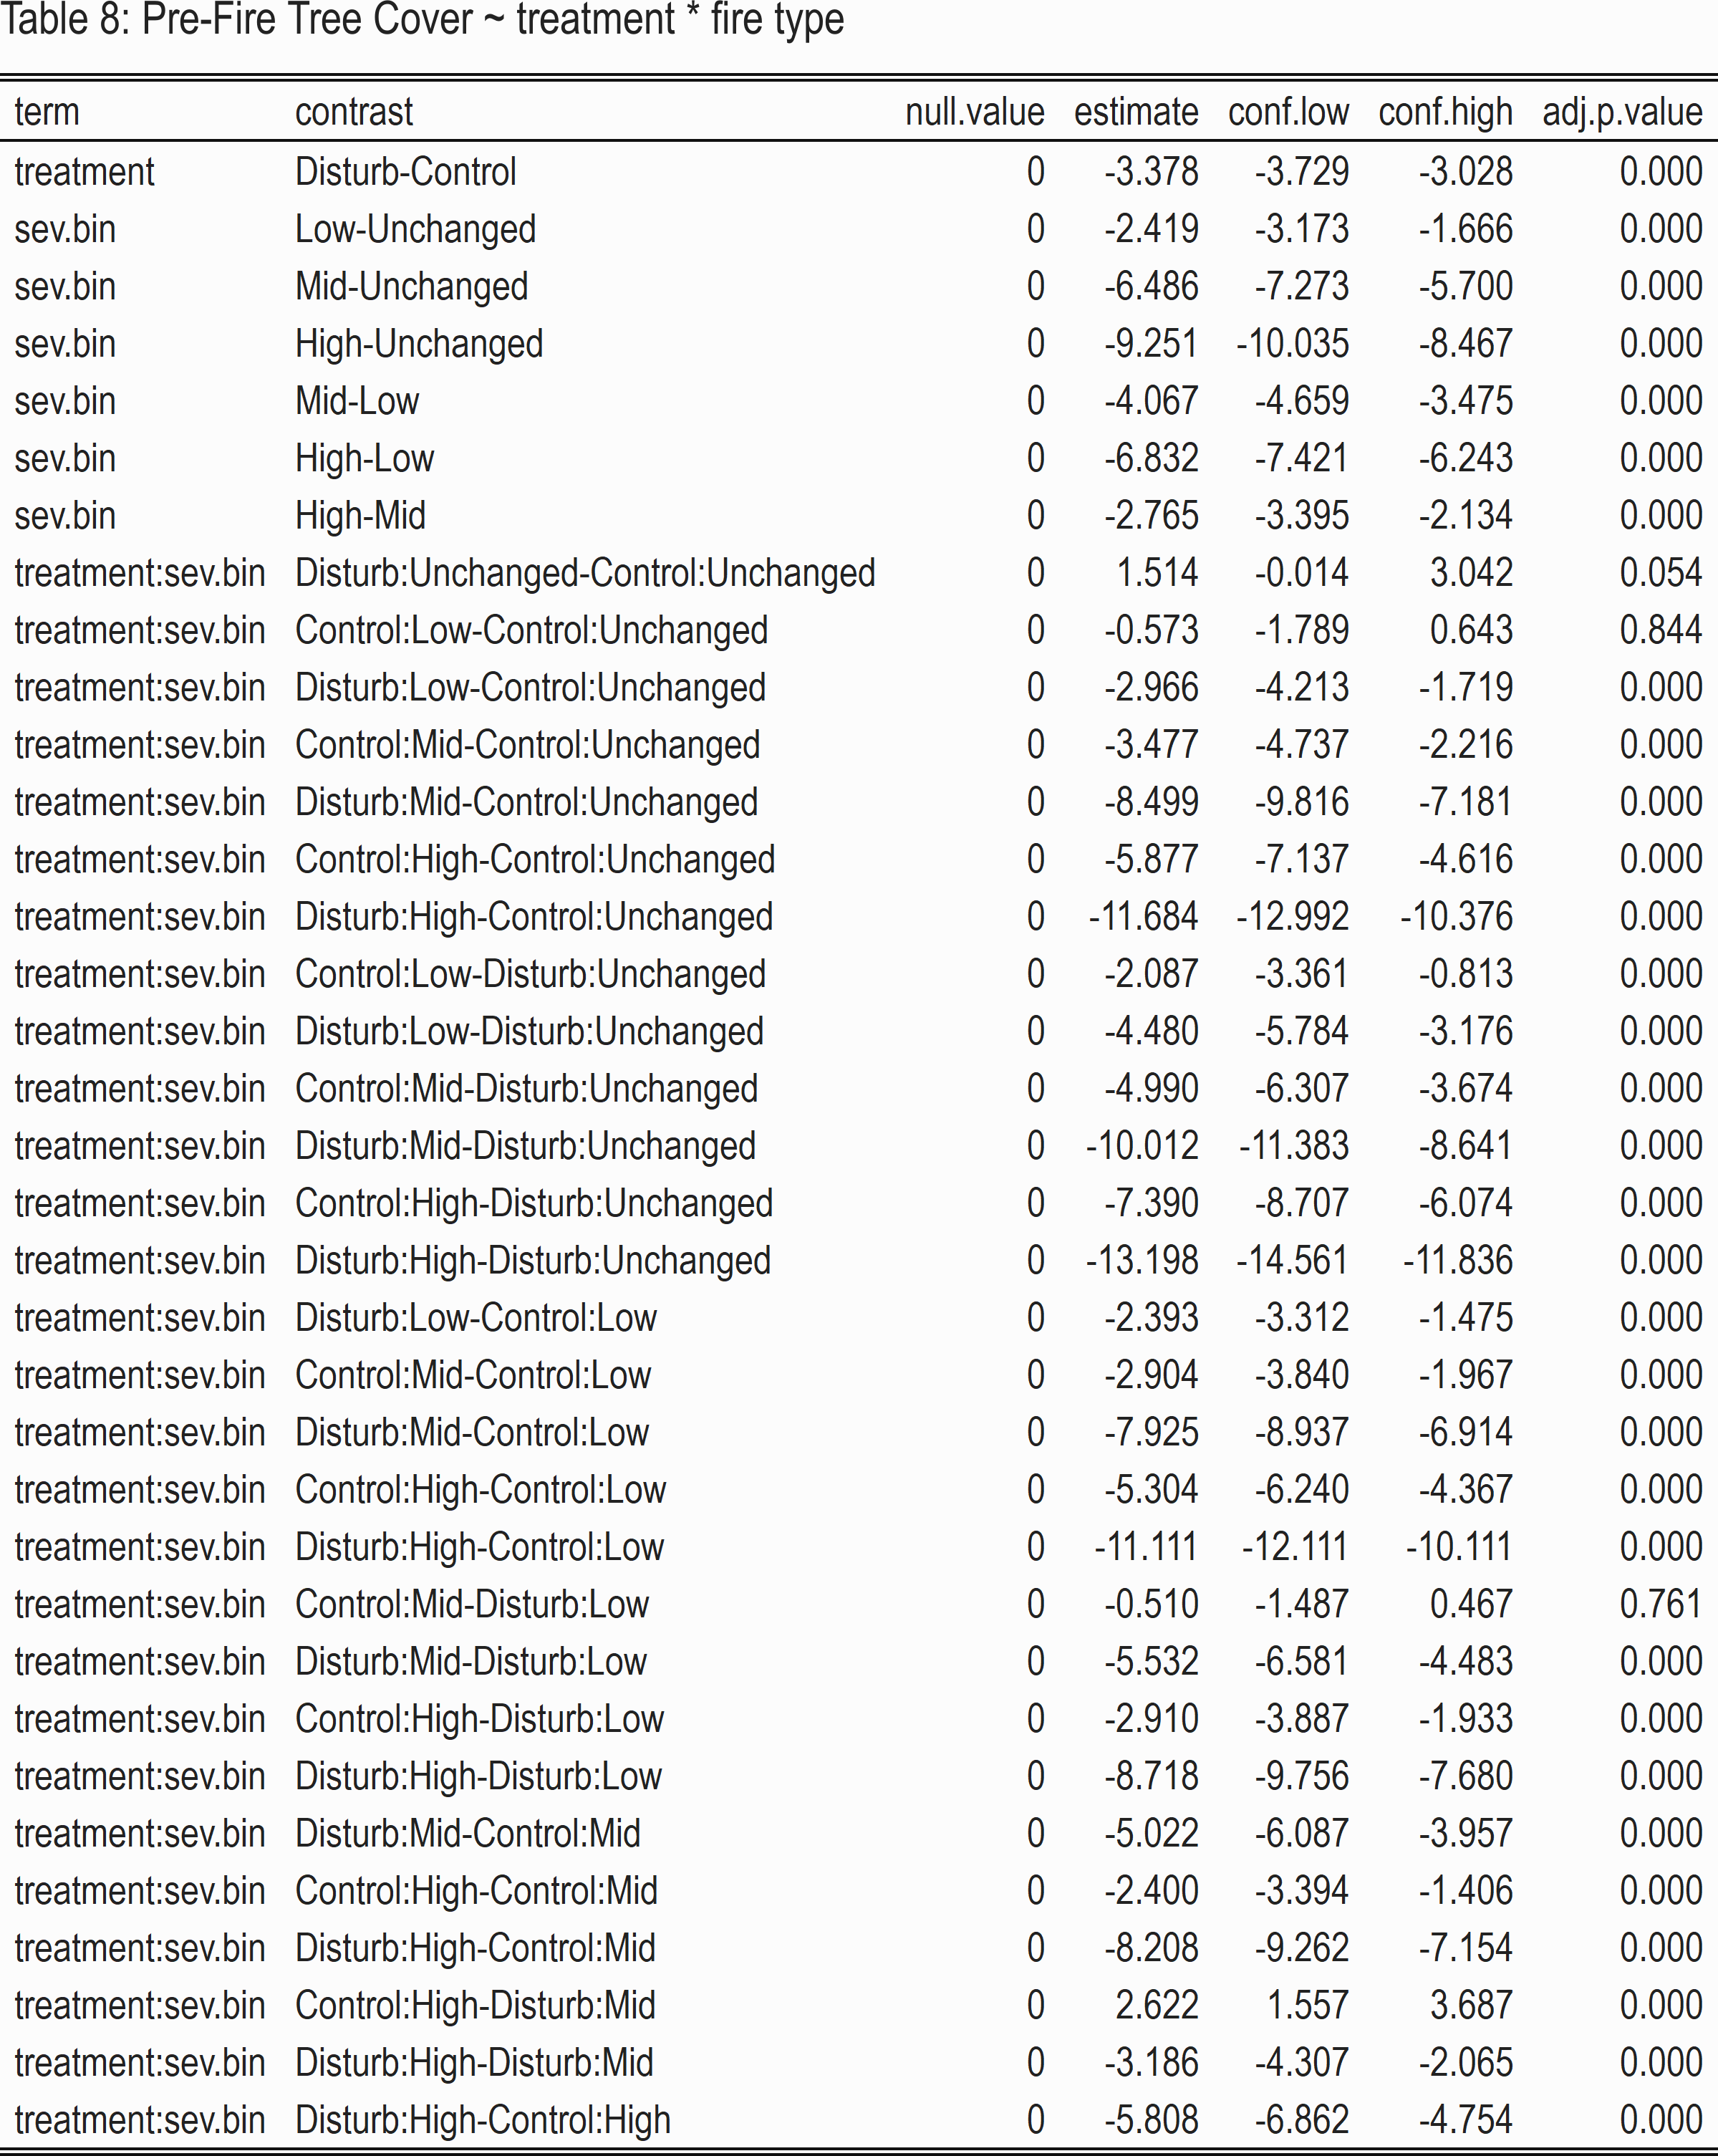 Table 8: Pre-Fire Tree Cover ~ treatment * fire type
term contrast null.value estimate conf.low conf.high adj.p.value
treatment Disturb-Control 0 -3.378 -3.729 -3.028 0.000
sev.bin Low-Unchanged 0 -2.419 -3.173 -1.666 0.000
sev.bin Mid-Unchanged 0 -6.486 -7.273 -5.700 0.000
sev.bin High-Unchanged 0 -9.251 -10.035 -8.467 0.000
sev.bin Mid-Low 0 -4.067 -4.659 -3.475 0.000
sev.bin High-Low 0 -6.832 -7.421 -6.243 0.000
sev.bin High-Mid 0 -2.765 -3.395 -2.134 0.000
treatment:sev.bin Disturb:Unchanged-Control:Unchanged 0 1.514 -0.014 3.042 0.054
treatment:sev.bin Control:Low-Control:Unchanged 0 -0.573 -1.789 0.643 0.844
treatment:sev.bin Disturb:Low-Control:Unchanged 0 -2.966 -4.213 -1.719 0.000
treatment:sev.bin Control:Mid-Control:Unchanged 0 -3.477 -4.737 -2.216 0.000
treatment:sev.bin Disturb:Mid-Control:Unchanged 0 -8.499 -9.816 -7.181 0.000
treatment:sev.bin Control:High-Control:Unchanged 0 -5.877 -7.137 -4.616 0.000
treatment:sev.bin Disturb:High-Control:Unchanged 0 -11.684 -12.992 -10.376 0.000
treatment:sev.bin Control:Low-Disturb:Unchanged 0 -2.087 -3.361 -0.813 0.000
treatment:sev.bin Disturb:Low-Disturb:Unchanged 0 -4.480 -5.784 -3.176 0.000
treatment:sev.bin Control:Mid-Disturb:Unchanged 0 -4.990 -6.307 -3.674 0.000
treatment:sev.bin Disturb:Mid-Disturb:Unchanged 0 -10.012 -11.383 -8.641 0.000
treatment:sev.bin Control:High-Disturb:Unchanged 0 -7.390 -8.707 -6.074 0.000
treatment:sev.bin Disturb:High-Disturb:Unchanged 0 -13.198 -14.561 -11.836 0.000
treatment:sev.bin Disturb:Low-Control:Low 0 -2.393 -3.312 -1.475 0.000
treatment:sev.bin Control:Mid-Control:Low 0 -2.904 -3.840 -1.967 0.000
treatment:sev.bin Disturb:Mid-Control:Low 0 -7.925 -8.937 -6.914 0.000
treatment:sev.bin Control:High-Control:Low 0 -5.304 -6.240 -4.367 0.000
treatment:sev.bin Disturb:High-Control:Low 0 -11.111 -12.111 -10.111 0.000
treatment:sev.bin Control:Mid-Disturb:Low 0 -0.510 -1.487 0.467 0.761
treatment:sev.bin Disturb:Mid-Disturb:Low 0 -5.532 -6.581 -4.483 0.000
treatment:sev.bin Control:High-Disturb:Low 0 -2.910 -3.887 -1.933 0.000
treatment:sev.bin Disturb:High-Disturb:Low 0 -8.718 -9.756 -7.680 0.000
treatment:sev.bin Disturb:Mid-Control:Mid 0 -5.022 -6.087 -3.957 0.000
treatment:sev.bin Control:High-Control:Mid 0 -2.400 -3.394 -1.406 0.000
treatment:sev.bin Disturb:High-Control:Mid 0 -8.208 -9.262 -7.154 0.000
treatment:sev.bin Control:High-Disturb:Mid 0 2.622 1.557 3.687 0.000
treatment:sev.bin Disturb:High-Disturb:Mid 0 -3.186 -4.307 -2.065 0.000
treatment:sev.bin Disturb:High-Control:High 0 -5.808 -6.862 -4.754 0.000